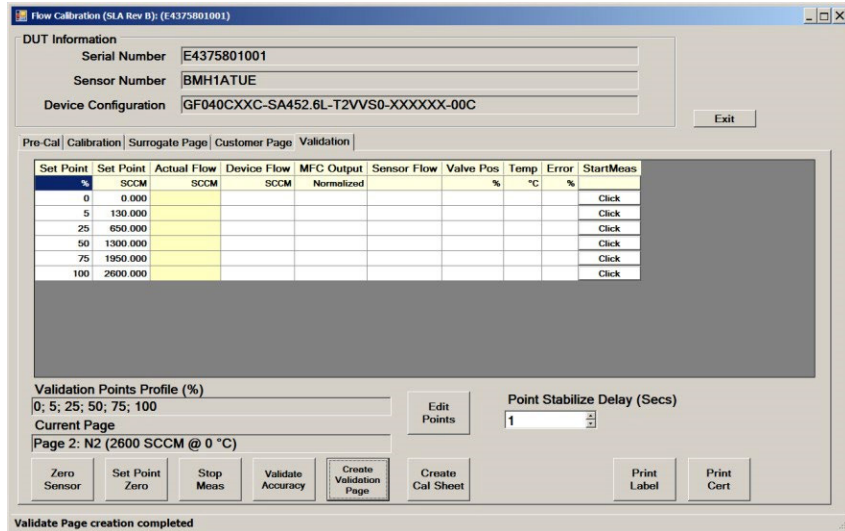 Flow Calibration (SLA Rev B): (E4375801001)
DUT Information
Serial Number E4375801001
Sensor Number BMH1ATUE
Device Configuration GF040CXXC-SA452.6L-T2VVS0-XXXXXX-00C
Exit
Pre-Cal Calibration Surrogate Page Customer Page Validation
Set Point Set Point Actual Flow Device Flow MFC Output Sensor Flow Valve Pos Temp Error StartMeas
% SCCM SCCM SCCM Normalized % °C %
0 0.000 Click
5 130.000 Click
25 650.000 Click
50 1300.000 Click
75 1950.000 Click
100 2600.000 Click
Validation Points Profile (%)
0; 5; 25; 50; 75; 100
Edit
Points
Point Stabilize Delay (Secs)
1
Current Page
Page 2: N2 (2600 SCCM @ 0 °C)
Zero
Sensor
Set Point
Zero
Stop
Meas
Validate
Accuracy
Create
Validation
Page
Create
Cal Sheet
Print
Label
Print
Cert
Validate Page creation completed